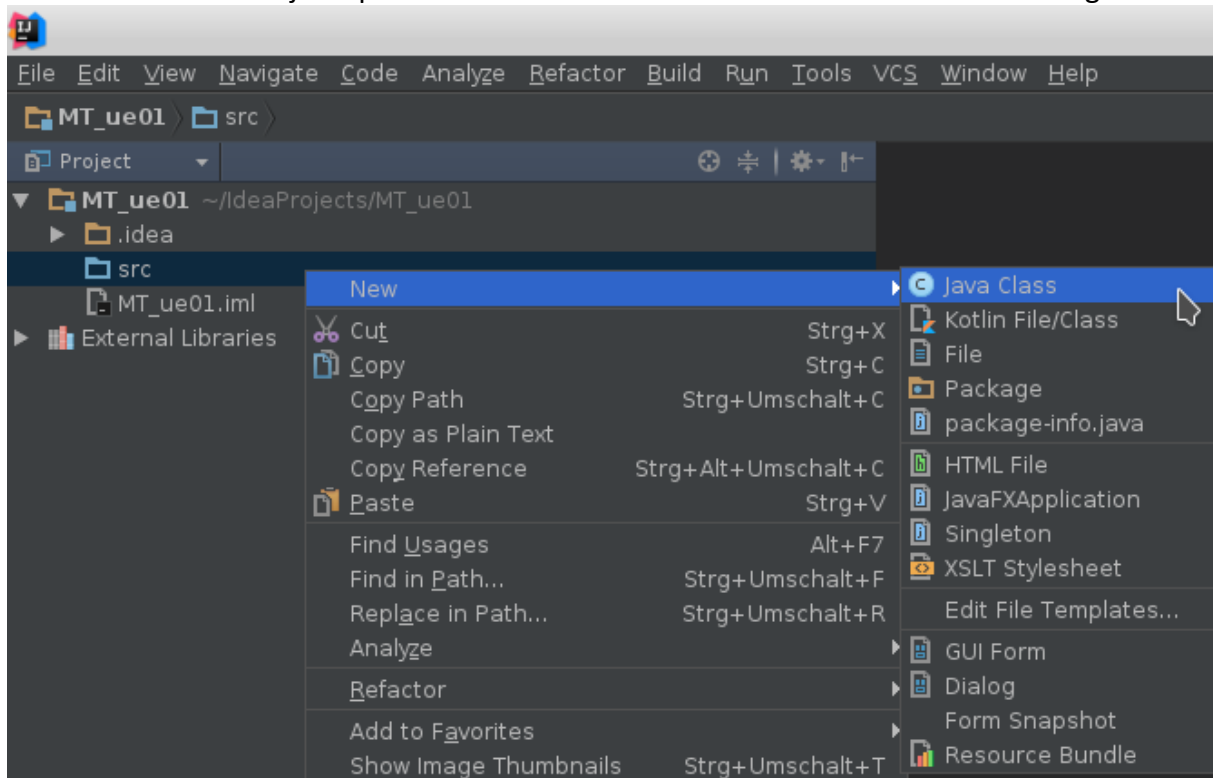 File Edit View Navigate Code Analyze Refactor Build Run Tools VCS Window Help
MT_ue01 src
Project
MT_ue01 ~/IdeaProjects/MT_ue01
.idea
src
MT_ue01.iml
External Libraries
New
Cut Strg+X
Copy Strg+C
Copy Path Strg+Umschalt+C
Copy as Plain Text
Copy Reference Strg+Alt+Umschalt+C
Paste Strg+V
Find Usages Alt+F7
Find in Path... Strg+Umschalt+F
Replace in Path... Strg+Umschalt+R
Analyze
Refactor
Add to Favorites
Show Image Thumbnails Strg+Umschalt+T
Java Class
Kotlin File/Class
File
Package
package-info.java
HTML File
JavaFXApplication
Singleton
XSLT Stylesheet
Edit File Templates...
GUI Form
Dialog
Form Snapshot
Resource Bundle